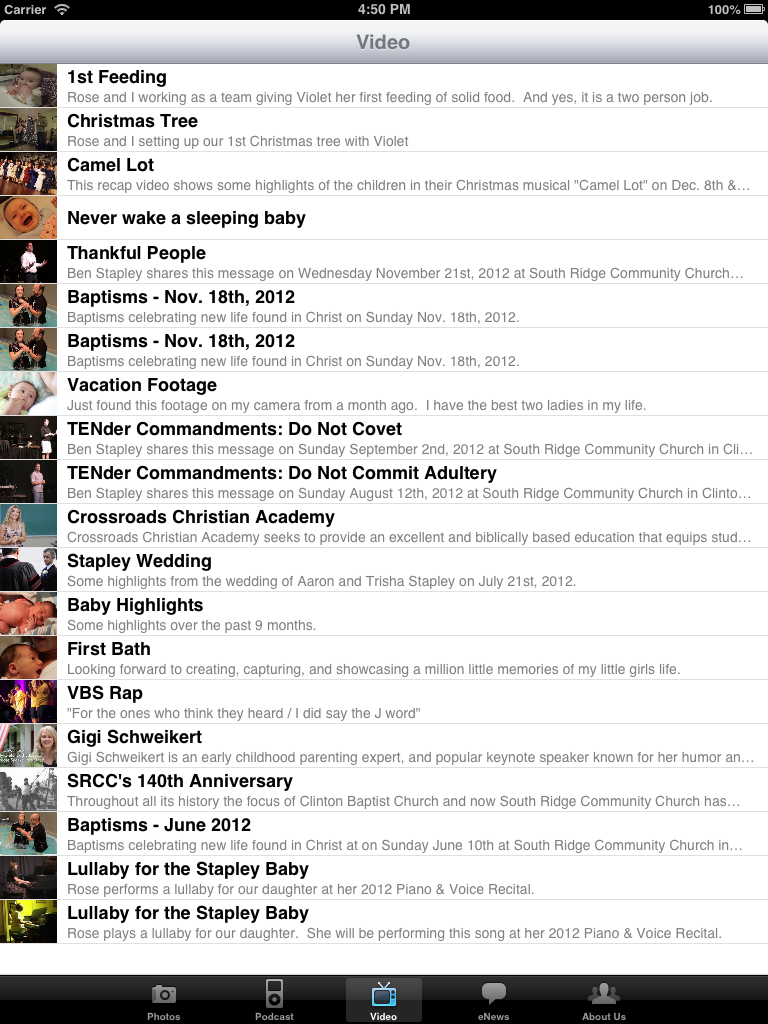 Carrier 4:50 PM 100%
Video
1st Feeding
Rose and I working as a team giving Violet her first feeding of solid food.  And yes, it is a two person job.
Christmas Tree
Rose and I setting up our 1st Christmas tree with Violet
Camel Lot
This recap video shows some highlights of the children in their Christmas musical "Camel Lot" on Dec. 8th &…
Never wake a sleeping baby
Thankful People
Ben Stapley shares this message on Wednesday November 21st, 2012 at South Ridge Community Church…
Baptisms - Nov. 18th, 2012
Baptisms celebrating new life found in Christ on Sunday Nov. 18th, 2012.
Baptisms - Nov. 18th, 2012
Baptisms celebrating new life found in Christ on Sunday Nov. 18th, 2012.
Vacation Footage
Just found this footage on my camera from a month ago.  I have the best two ladies in my life.
TENder Commandments: Do Not Covet
Ben Stapley shares this message on Sunday September 2nd, 2012 at South Ridge Community Church in Cli…
TENder Commandments: Do Not Commit Adultery
Ben Stapley shares this message on Sunday August 12th, 2012 at South Ridge Community Church in Clinto…
Crossroads Christian Academy
Crossroads Christian Academy seeks to provide an excellent and biblically based education that equips stud…
Stapley Wedding
Some highlights from the wedding of Aaron and Trisha Stapley on July 21st, 2012.
Baby Highlights
Some highlights over the past 9 months.
First Bath
Looking forward to creating, capturing, and showcasing a million little memories of my little girls life.
VBS Rap
"For the ones who think they heard / I did say the J word"
Gigi Schweikert
Gigi Schweikert is an early childhood parenting expert, and popular keynote speaker known for her humor an…
SRCC's 140th Anniversary
Throughout all its history the focus of Clinton Baptist Church and now South Ridge Community Church has…
Baptisms - June 2012
Baptisms celebrating new life found in Christ at on Sunday June 10th at South Ridge Community Church in…
Lullaby for the Stapley Baby
Rose performs a lullaby for our daughter at her 2012 Piano & Voice Recital.
Lullaby for the Stapley Baby
Rose plays a lullaby for our daughter.  She will be performing this song at her 2012 Piano & Voice Recital.
Photos Podcast Video eNews About Us